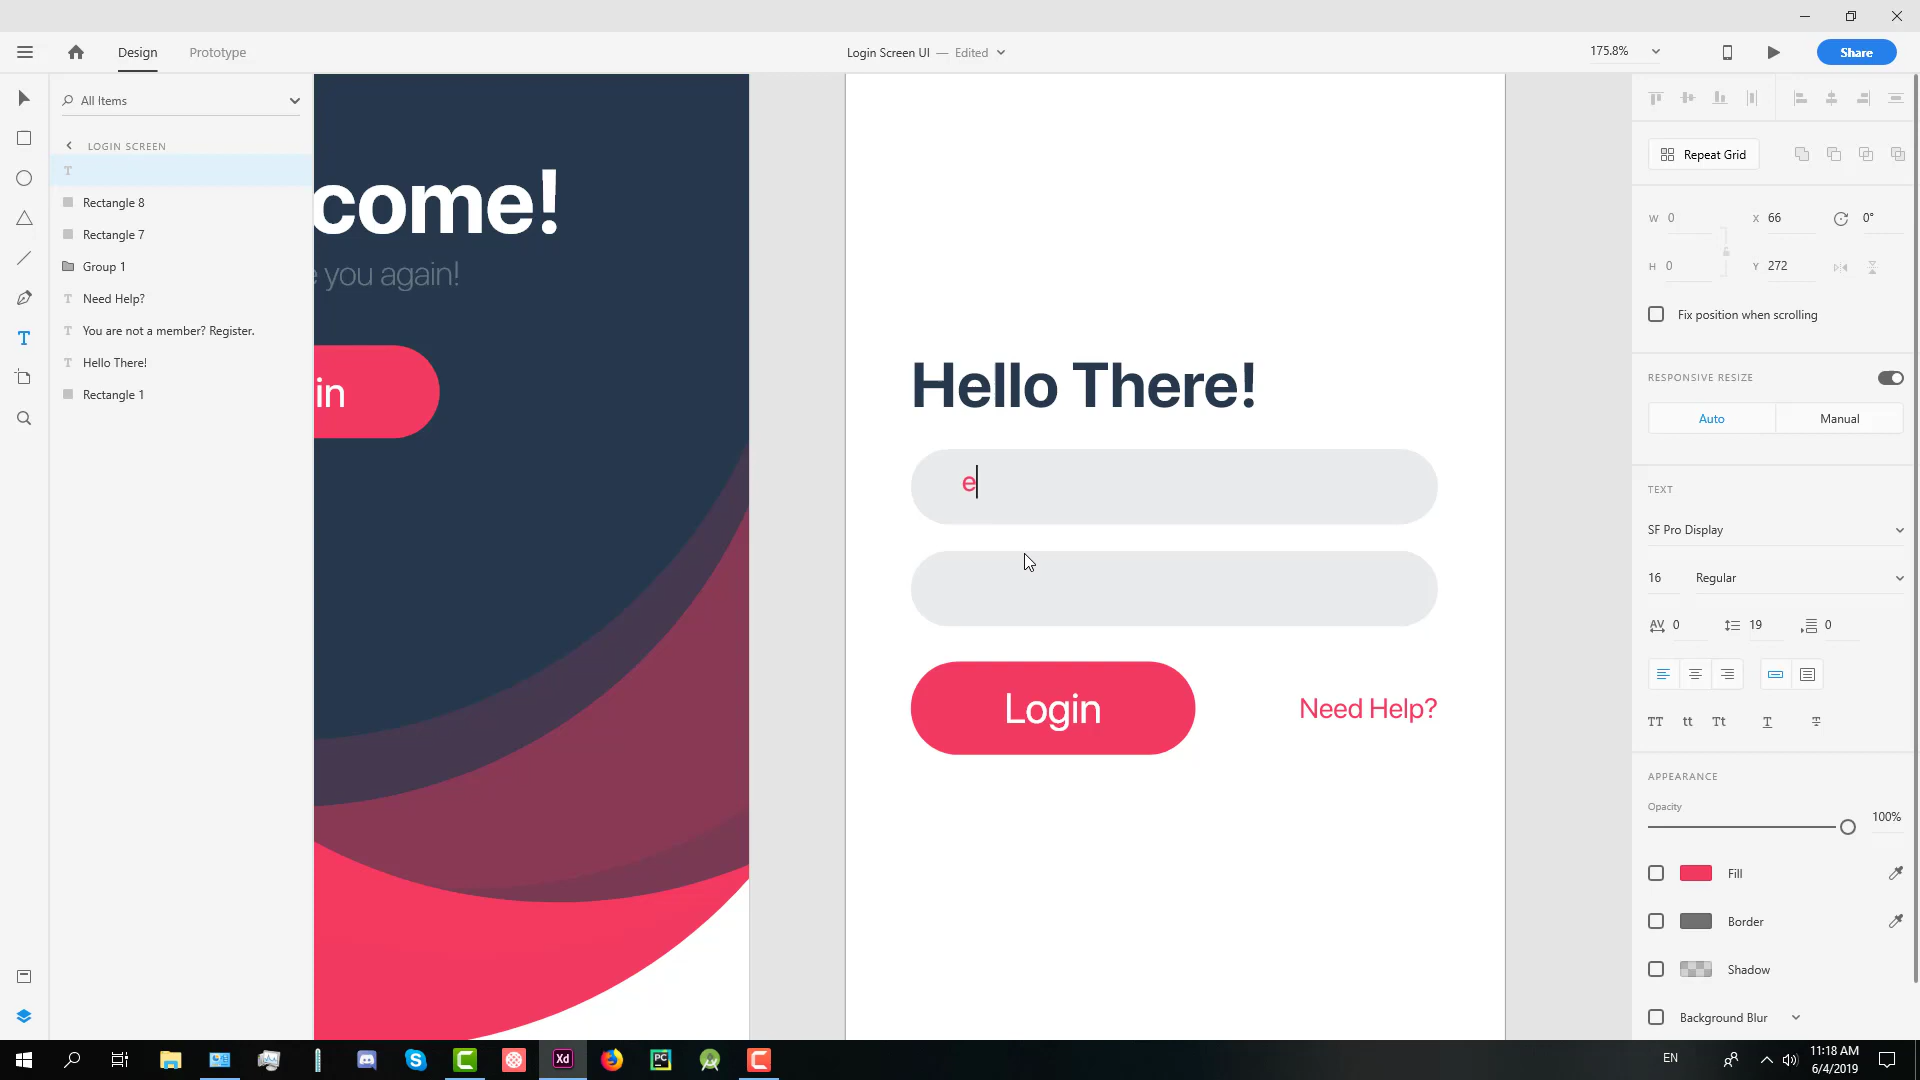 Design
Prototype
Login Screen UI — Edited
175.8%
Share
All Items
LOGIN SCREEN
Rectangle 8
Rectangle 7
Group 1
Need Help?
You are not a member? Register.
Hello There!
Rectangle 1
come!
you again!
in
Hello There!
e
Login
Need Help?
Repeat Grid
W 0
X 66
0°
H 0
Y 272
Fix position when scrolling
RESPONSIVE RESIZE
Auto
Manual
TEXT
SF Pro Display
16
Regular
AV 0
19
0
TT
tt
Tt
T
T
APPEARANCE
Opacity
100%
Fill
Border
Shadow
Background Blur
Xd
PC
EN
11:18 AM
6/4/2019